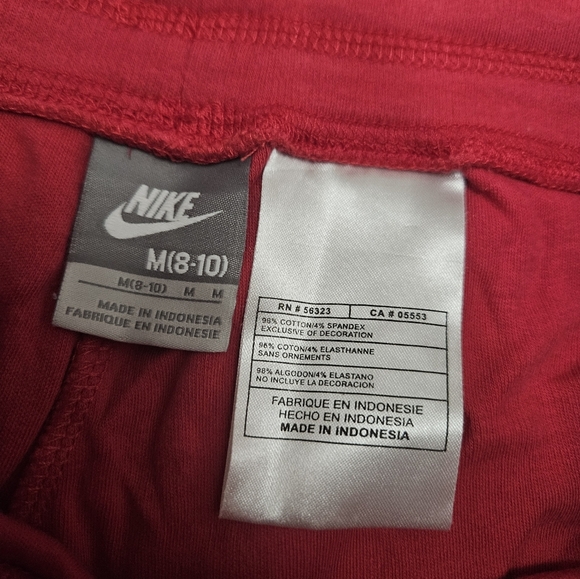 NIKE
M(8-10)
M(8-10) M M
MADE IN INDONESIA
FABRIQUE EN INDONESIE
RN # 56323 CA # 05553
96% COTTON/4% SPANDEX
EXCLUSIVE OF DECORATION
96% COTON/4% ELASTHANNE
SANS ORNEMENTS
98% ALGODON/4% ELASTANO
NO INCLUYE LA DECORACION
FABRIQUE EN INDONESIE
HECHO EN INDONESIA
MADE IN INDONESIA